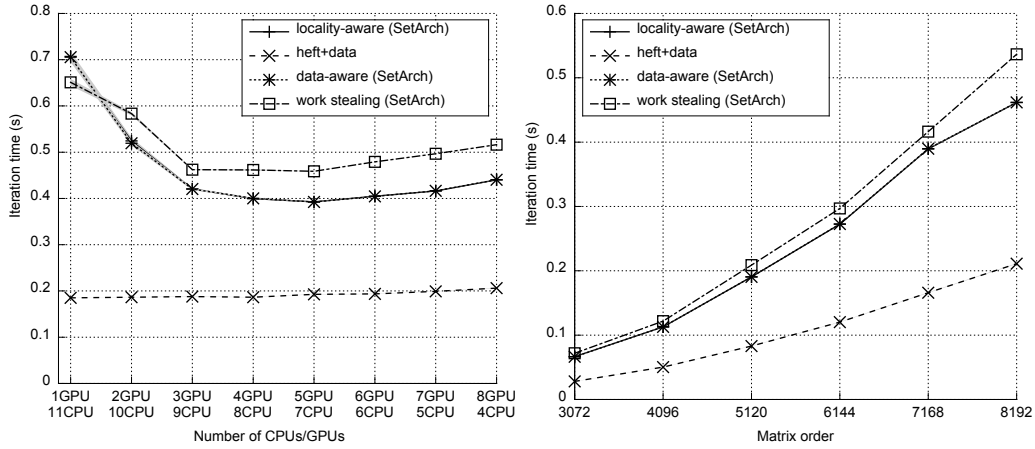 0.8
0.7
0.6
0.5
0.4
0.3
0.2
0.1
0
Iteration time (s)
locality-aware (SetArch)
heft+data
data-aware (SetArch)
work stealing (SetArch)
1GPU 2GPU 3GPU 4GPU 5GPU 6GPU 7GPU 8GPU
11CPU 10CPU 9CPU 8CPU 7CPU 6CPU 5CPU 4CPU
Number of CPUs/GPUs
0.6
0.5
0.4
0.3
0.2
0.1
0
Iteration time (s)
locality-aware (SetArch)
heft+data
data-aware (SetArch)
work stealing (SetArch)
3072 4096 5120 6144 7168 8192
Matrix order